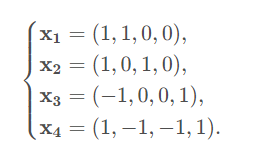 x₁ = (1, 1, 0, 0),
x₂ = (1, 0, 1, 0),
x₃ = (−1, 0, 0, 1),
x₄ = (1, −1, −1, 1).